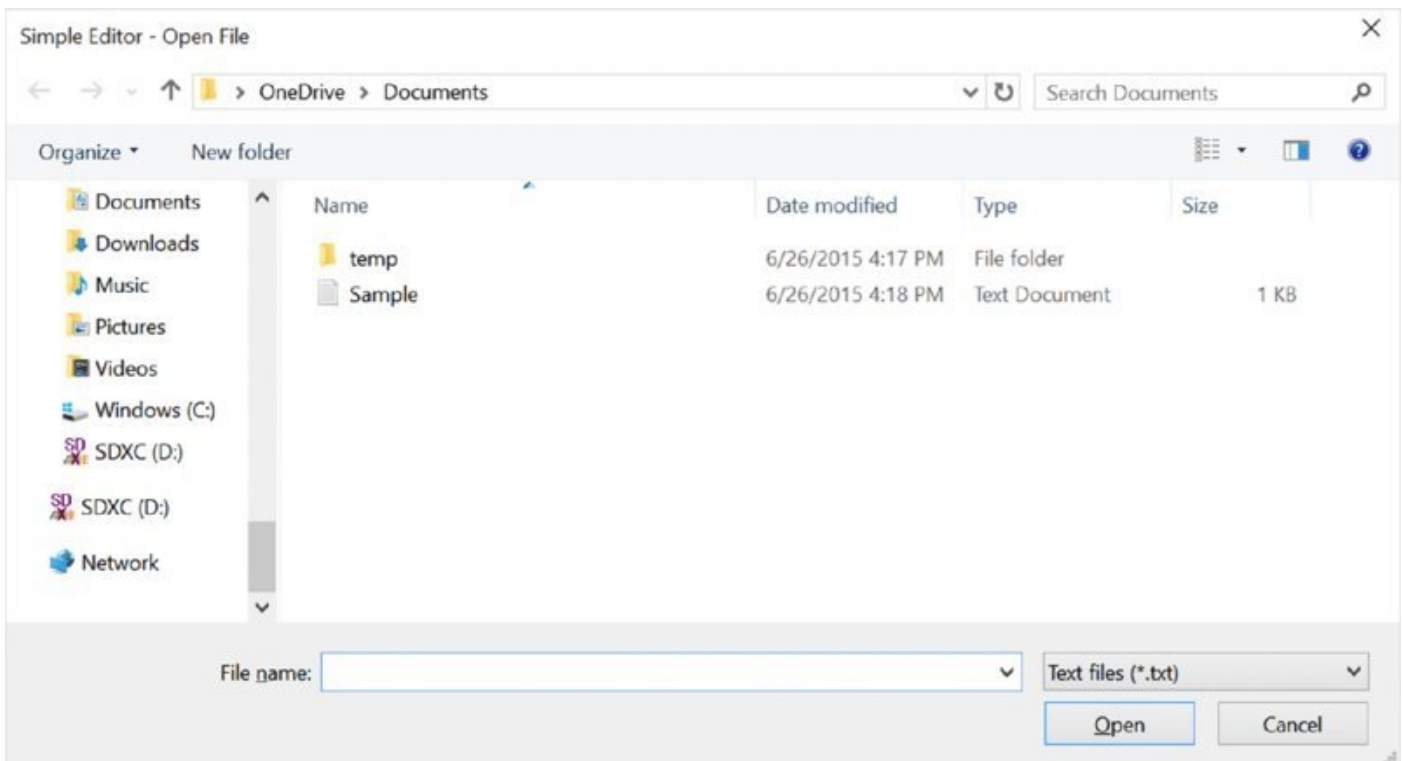 Simple Editor - Open File
OneDrive > Documents
Search Documents
Organize
New folder
Documents
Downloads
Music
Pictures
Videos
Windows (C:)
SD SDXC (D:)
SD SDXC (D:)
Network
Name Date modified Type Size
temp 6/26/2015 4:17 PM File folder
Sample 6/26/2015 4:18 PM Text Document 1 KB
File name:
Text files (*.txt)
Open Cancel